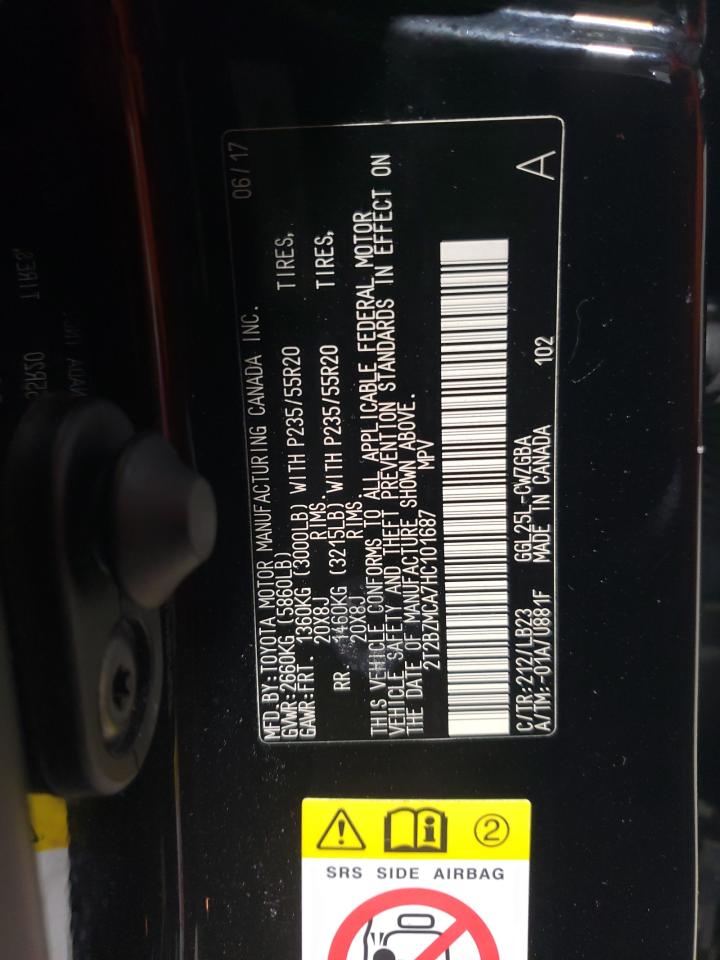 MFD.BY:TOYOTA MOTOR MANUFACTURING CANADA INC. 06/17
GVWR:2660KG (5860LB)
GAWR:FRT. 1360KG (3000LB) WITH P235/55R20 TIRES,
20X8J RIMS
RR 1460KG (3215LB) WITH P235/55R20 TIRES,
20X8J RIMS.
THIS VEHICLE CONFORMS TO ALL APPLICABLE FEDERAL MOTOR
VEHICLE SAFETY AND THEFT PREVENTION STANDARDS IN EFFECT ON
THE DATE OF MANUFACTURE SHOWN ABOVE.
2T2BZMCA7HC101687 MPV
C/TR:212/LB23 GGL25L-CWZGBA 102 A
A/TM:-01A/U881F MADE IN CANADA
2
SRS SIDE AIRBAG